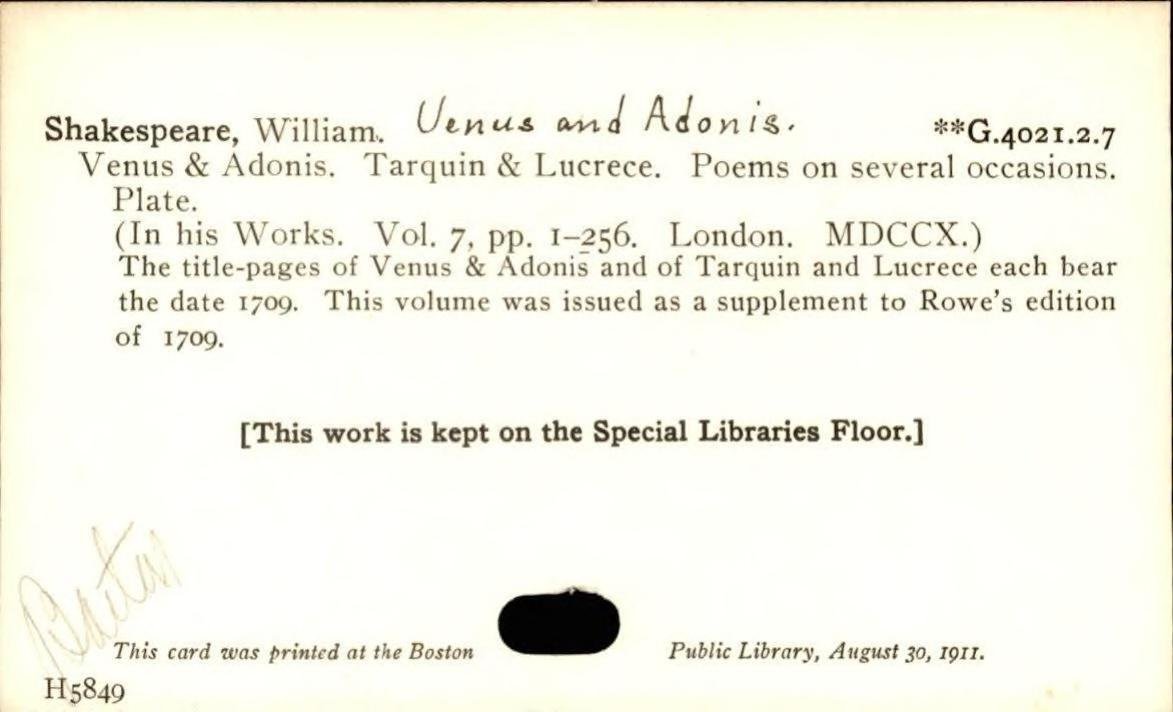 Shakespeare, William. Venus and Adonis. **G.4021.2.7
Venus & Adonis. Tarquin & Lucrece. Poems on several occasions.
Plate.
(In his Works. Vol. 7, pp. 1–256. London. MDCCX.)
The title-pages of Venus & Adonis and of Tarquin and Lucrece each bear
the date 1709. This volume was issued as a supplement to Rowe's edition
of 1709.
[This work is kept on the Special Libraries Floor.]
Barton
This card was printed at the Boston Public Library, August 30, 1911.
H5849